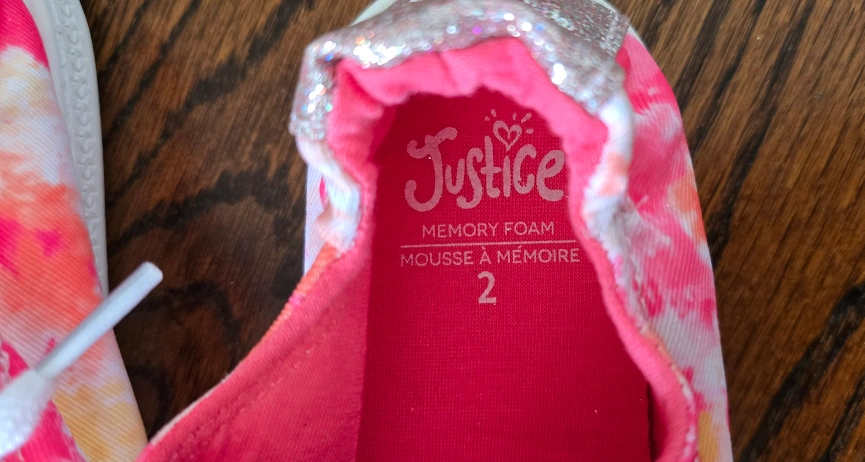 Justice
MEMORY FOAM
MOUSSE À MÉMOIRE
2